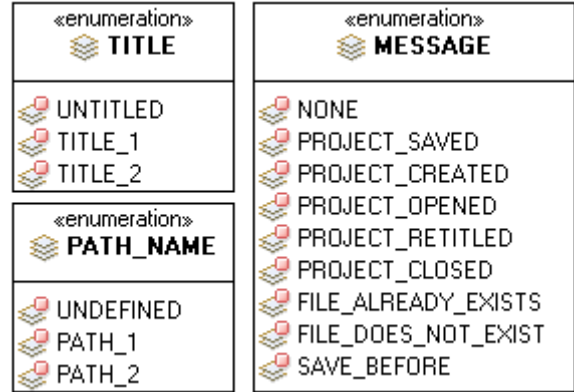 «enumeration»
TITLE
UNTITLED
TITLE_1
TITLE_2
«enumeration»
PATH_NAME
UNDEFINED
PATH_1
PATH_2
«enumeration»
MESSAGE
NONE
PROJECT_SAVED
PROJECT_CREATED
PROJECT_OPENED
PROJECT_RETITLED
PROJECT_CLOSED
FILE_ALREADY_EXISTS
FILE_DOES_NOT_EXIST
SAVE_BEFORE